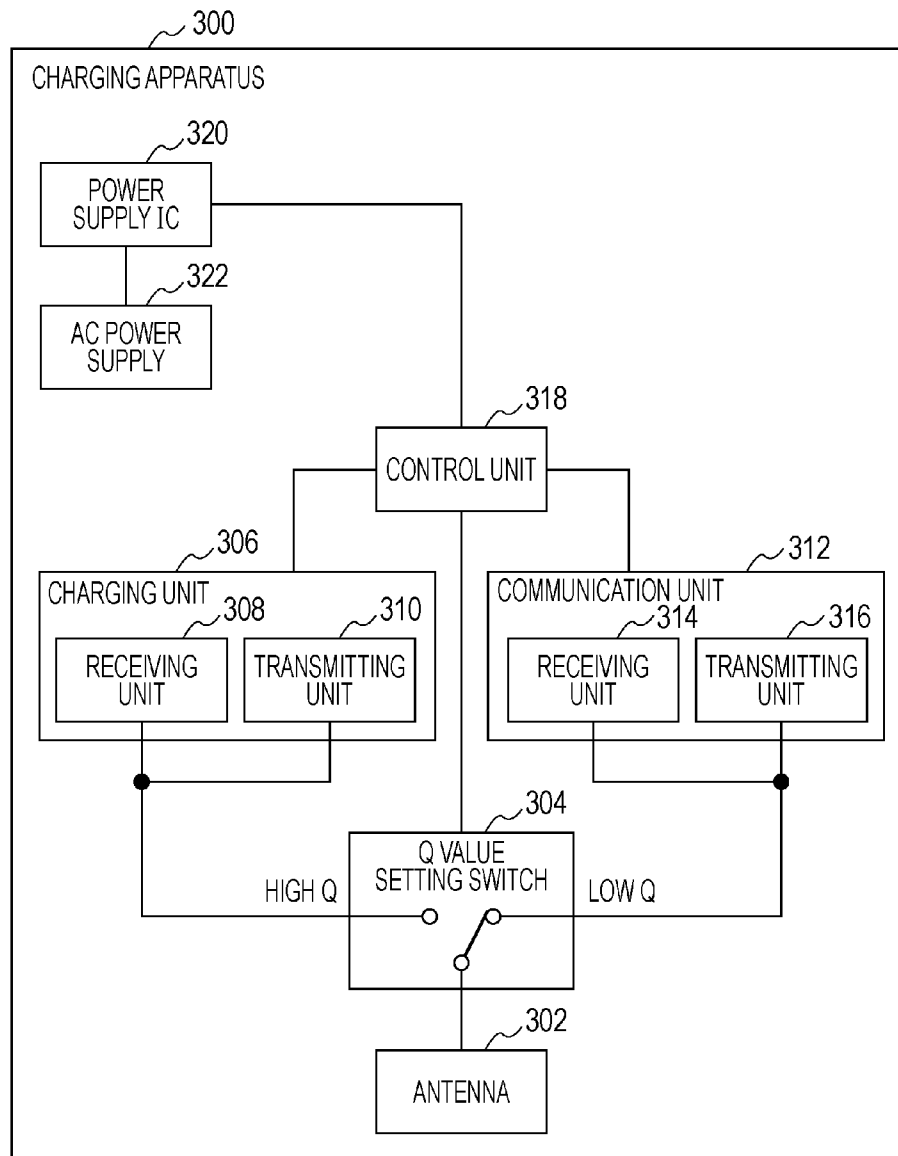 300
CHARGING APPARATUS
320
POWER
SUPPLY IC
322
AC POWER
SUPPLY
318
CONTROL UNIT
306
CHARGING UNIT
308
RECEIVING
UNIT
310
TRANSMITTING
UNIT
312
COMMUNICATION UNIT
314
RECEIVING
UNIT
316
TRANSMITTING
UNIT
304
Q VALUE
SETTING SWITCH
HIGH Q
LOW Q
302
ANTENNA